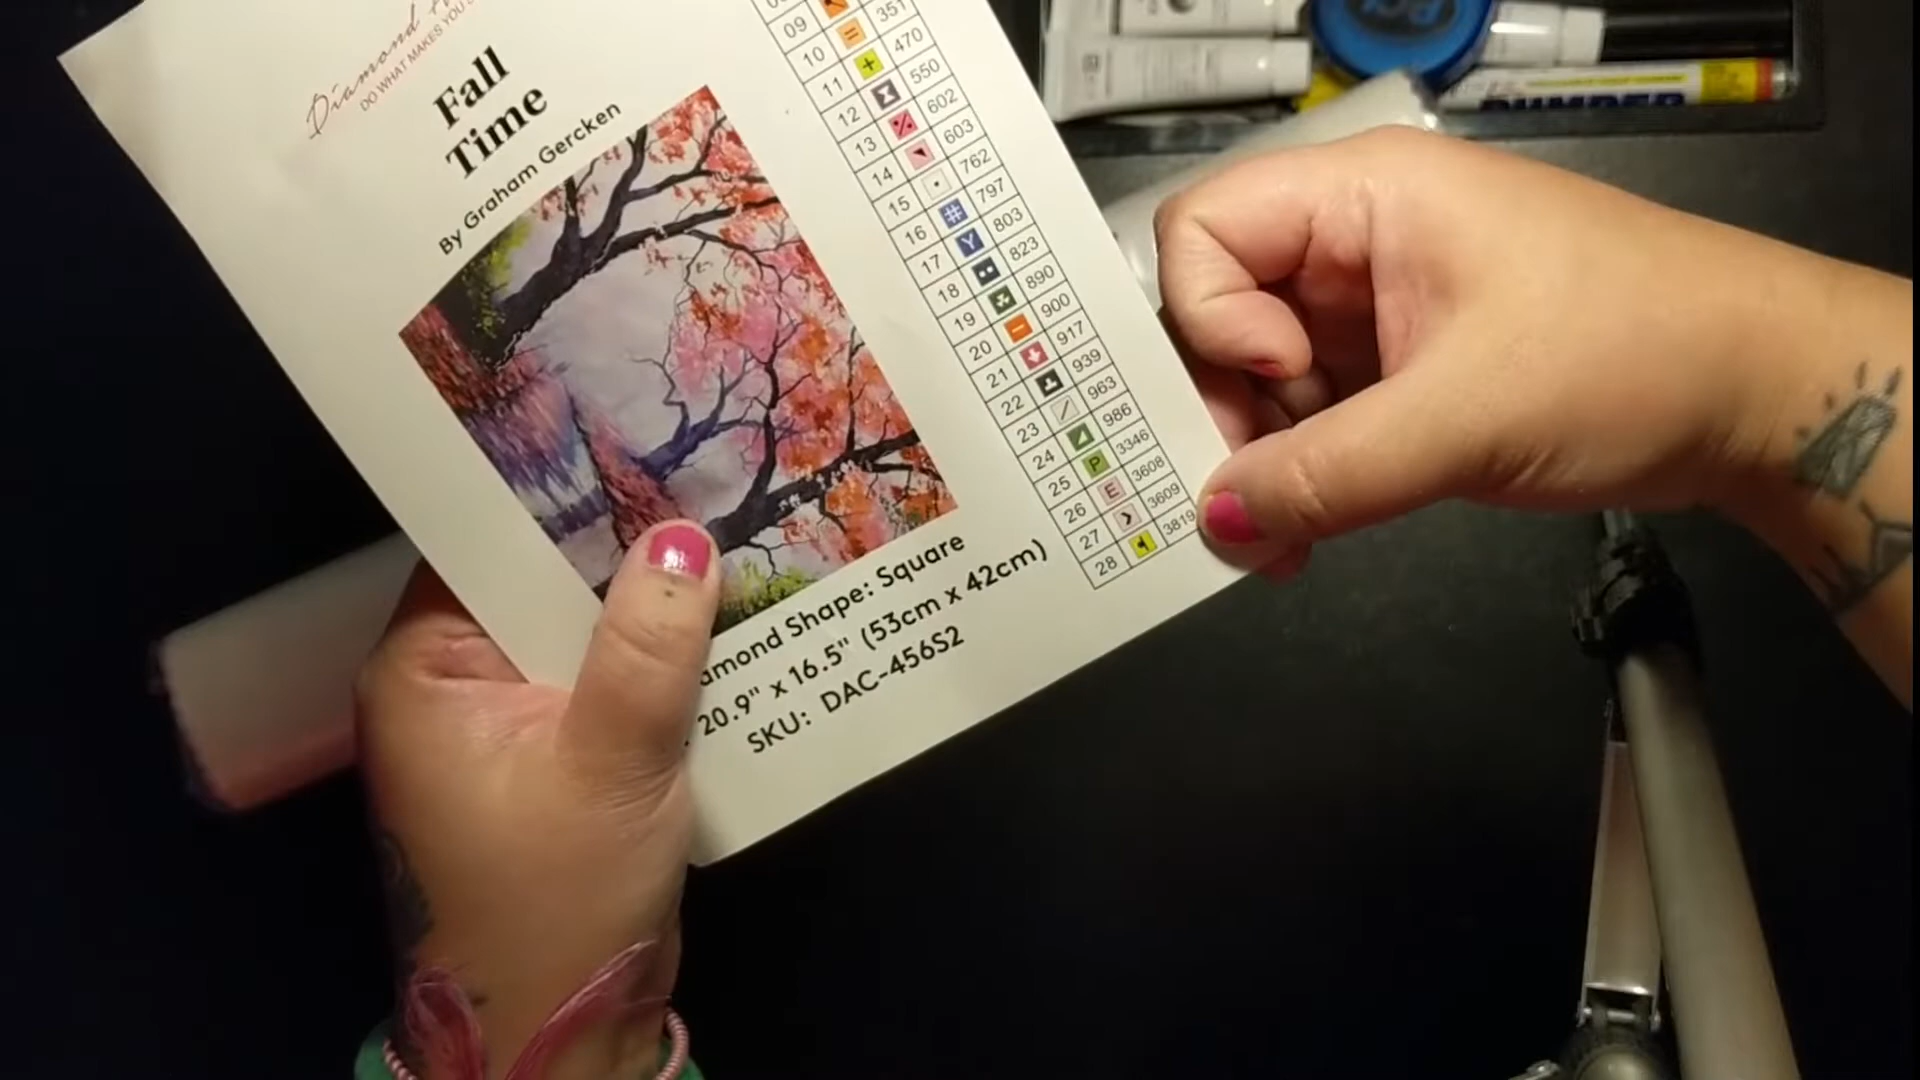 Diamond
DO WHAT MAKES YOU
Fall
Time
By Graham Gercken
09
10 = 351
11 + 470
12 550
13 % 602
14 603
15 • 762
16 # 797
17 Y 803
18 •• 823
19 890
20 − 900
21 917
22 939
23 / 963
24 986
25 P 3346
26 E 3608
27 > 3609
28 3819
amond Shape: Square
20.9" x 16.5" (53cm x 42cm)
SKU: DAC-456S2